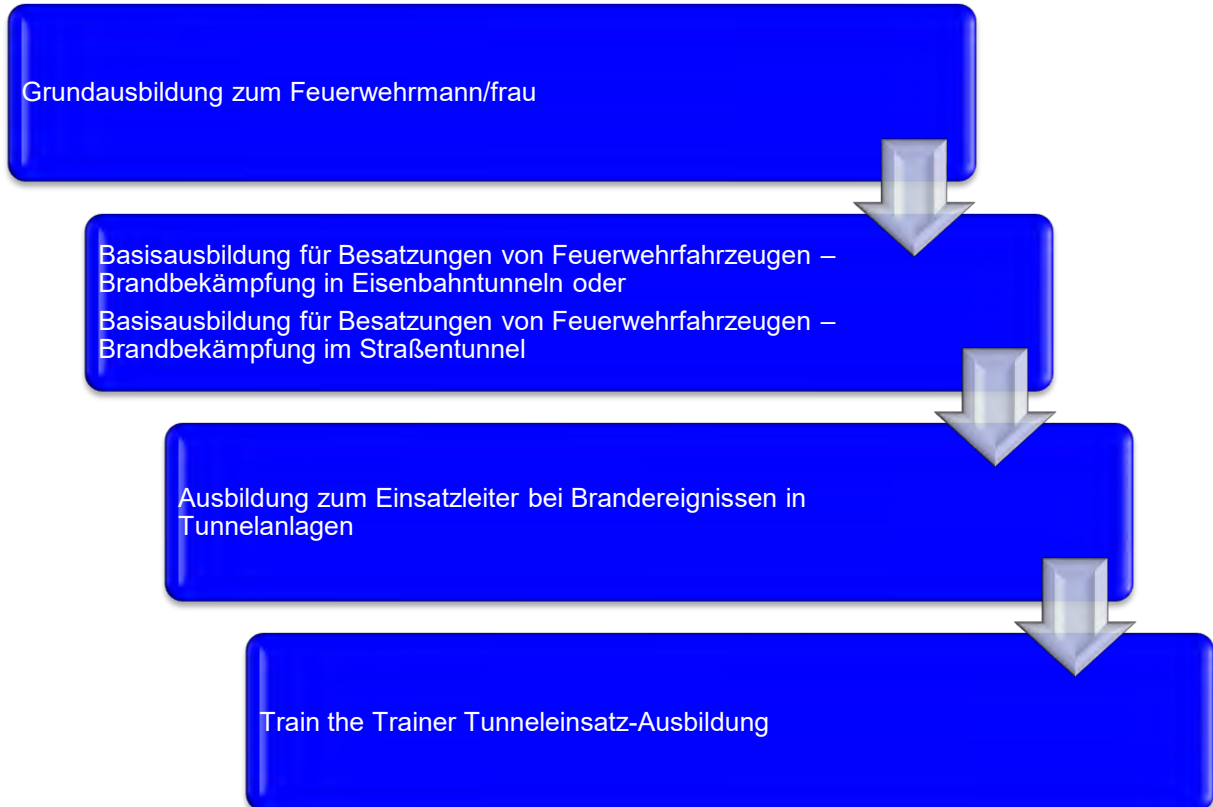 Grundausbildung zum Feuerwehrmann/frau
Basisausbildung für Besatzungen von Feuerwehrfahrzeugen –
Brandbekämpfung in Eisenbahntunneln oder
Basisausbildung für Besatzungen von Feuerwehrfahrzeugen –
Brandbekämpfung im Straßentunnel
Ausbildung zum Einsatzleiter bei Brandereignissen in
Tunnelanlagen
Train the Trainer Tunneleinsatz-Ausbildung